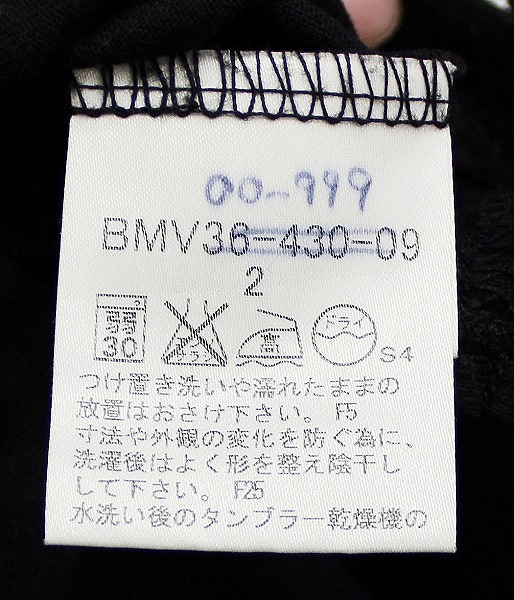 00-999
BMV36-430-09
2
弱 30 エンソサラシ 高 ドライ S4
つけ置き洗いや濡れたままの
放置はおさけ下さい。 F5
寸法や外観の変化を防ぐ為に、
洗濯後はよく形を整え陰干し
して下さい。 F25
水洗い後のタンブラー乾燥機の